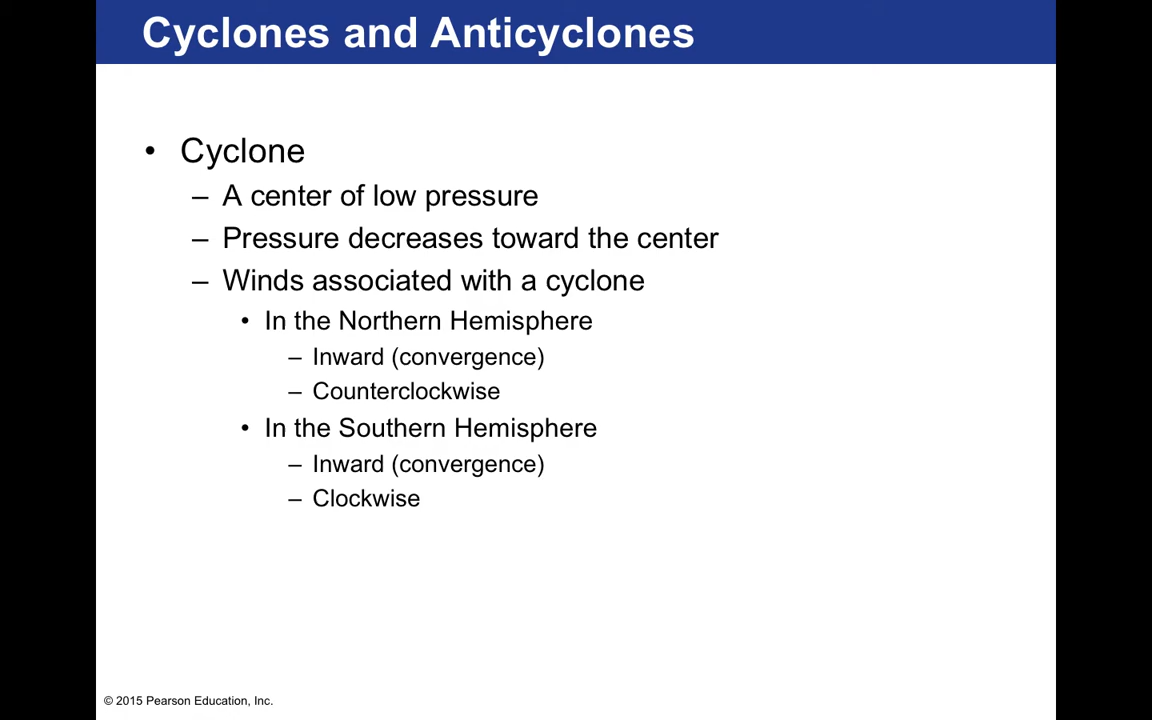 Cyclones and Anticyclones
• Cyclone
– A center of low pressure
– Pressure decreases toward the center
– Winds associated with a cyclone
• In the Northern Hemisphere
– Inward (convergence)
– Counterclockwise
• In the Southern Hemisphere
– Inward (convergence)
– Clockwise
© 2015 Pearson Education, Inc.